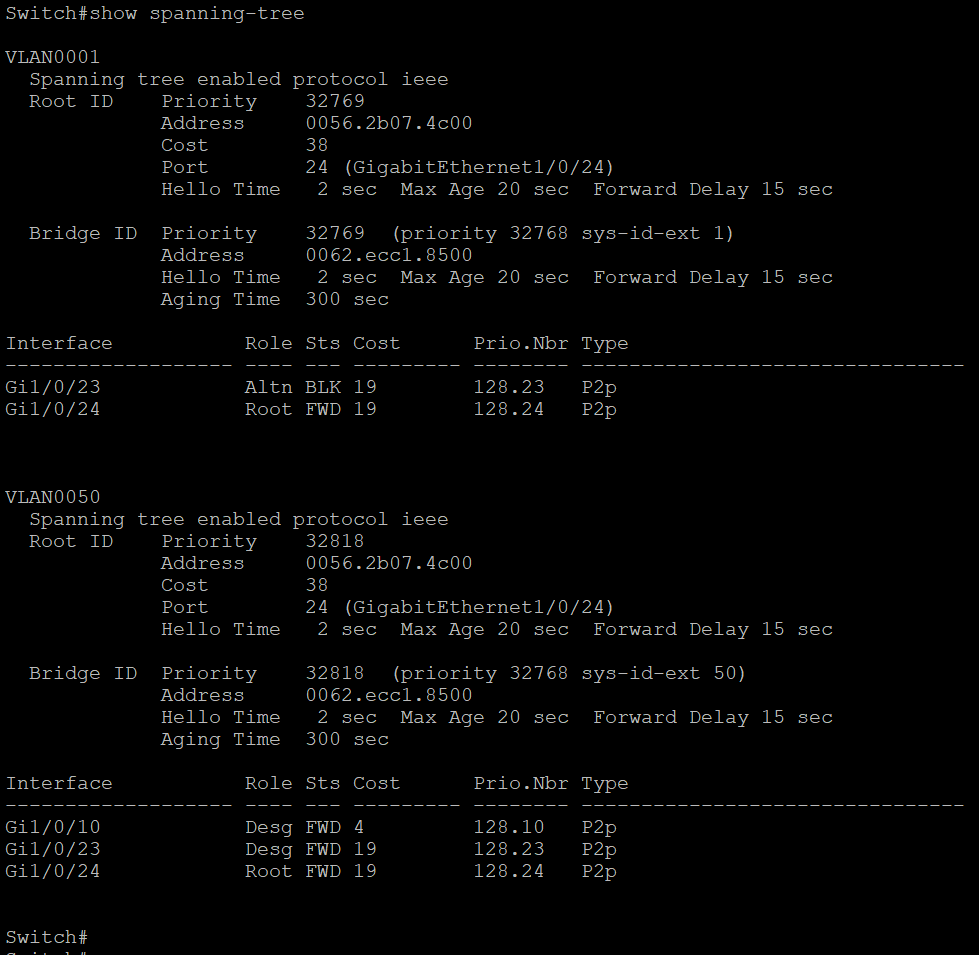 Switch#show spanning-tree
VLAN0001
  Spanning tree enabled protocol ieee
  Root ID    Priority    32769
             Address     0056.2b07.4c00
             Cost        38
             Port        24 (GigabitEthernet1/0/24)
             Hello Time   2 sec  Max Age 20 sec  Forward Delay 15 sec
  Bridge ID  Priority    32769  (priority 32768 sys-id-ext 1)
             Address     0062.ecc1.8500
             Hello Time   2 sec  Max Age 20 sec  Forward Delay 15 sec
             Aging Time  300 sec
Interface           Role Sts Cost      Prio.Nbr Type
------------------- ---- --- --------- -------- --------------------------------
Gi1/0/23            Altn BLK 19        128.23   P2p
Gi1/0/24            Root FWD 19        128.24   P2p
VLAN0050
  Spanning tree enabled protocol ieee
  Root ID    Priority    32818
             Address     0056.2b07.4c00
             Cost        38
             Port        24 (GigabitEthernet1/0/24)
             Hello Time   2 sec  Max Age 20 sec  Forward Delay 15 sec
  Bridge ID  Priority    32818  (priority 32768 sys-id-ext 50)
             Address     0062.ecc1.8500
             Hello Time   2 sec  Max Age 20 sec  Forward Delay 15 sec
             Aging Time  300 sec
Interface           Role Sts Cost      Prio.Nbr Type
------------------- ---- --- --------- -------- --------------------------------
Gi1/0/10            Desg FWD 4         128.10   P2p
Gi1/0/23            Desg FWD 19        128.23   P2p
Gi1/0/24            Root FWD 19        128.24   P2p
Switch#